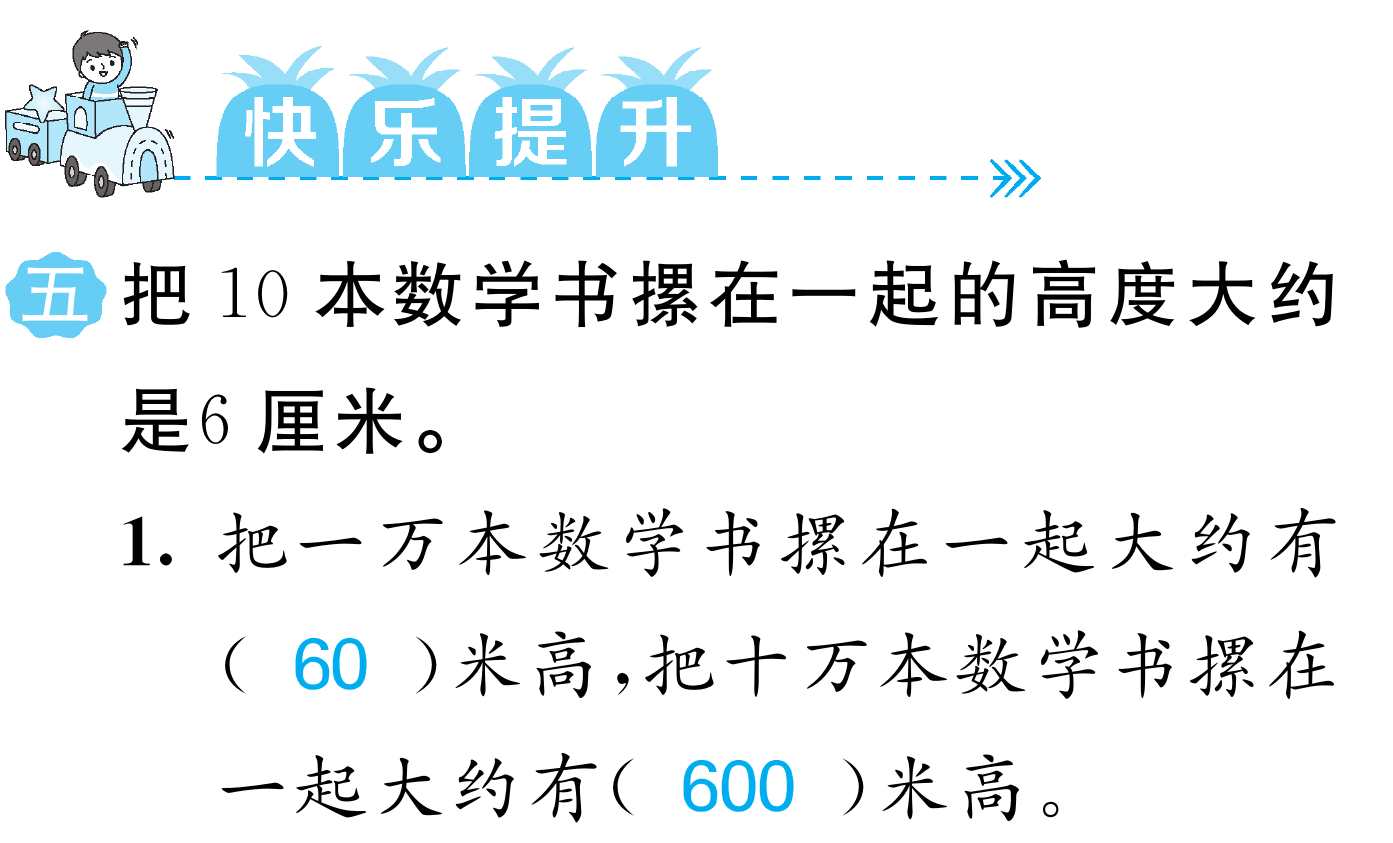 快乐提升
五 把 10 本数学书摞在一起的高度大约
是6 厘米。
1. 把一万本数学书摞在一起大约有
( 60 )米高,把十万本数学书摞在
一起大约有( 600 )米高。